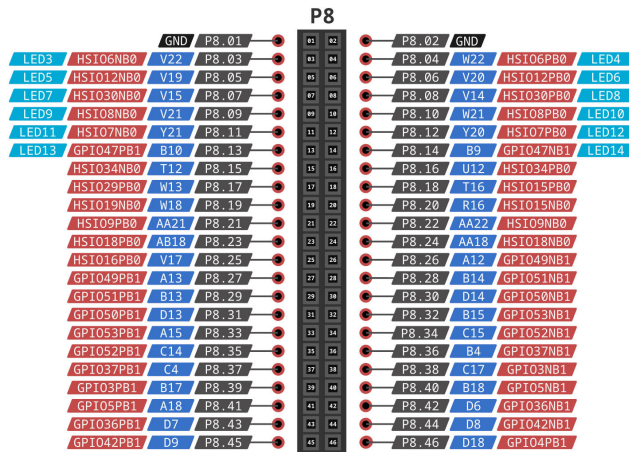 P8
GND P8.01 01 02 P8.02 GND
LED3 HSIO6NB0 V22 P8.03 03 04 P8.04 W22 HSIO6PB0 LED4
LED5 HSIO12NB0 V19 P8.05 05 06 P8.06 V20 HSIO12PB0 LED6
LED7 HSIO30NB0 V15 P8.07 07 08 P8.08 V14 HSIO30PB0 LED8
LED9 HSIO8NB0 V21 P8.09 09 10 P8.10 W21 HSIO8PB0 LED10
LED11 HSIO7NB0 Y21 P8.11 11 12 P8.12 Y20 HSIO7PB0 LED12
LED13 GPIO47PB1 B10 P8.13 13 14 P8.14 B9 GPIO47NB1 LED14
HSIO34NB0 T12 P8.15 15 16 P8.16 U12 HSIO34PB0
HSIO29PB0 W13 P8.17 17 18 P8.18 T16 HSIO15PB0
HSIO19NB0 W18 P8.19 19 20 P8.20 R16 HSIO15NB0
HSIO9PB0 AA21 P8.21 21 22 P8.22 AA22 HSIO9NB0
HSIO18PB0 AB18 P8.23 23 24 P8.24 AA18 HSIO18NB0
HSIO16PB0 V17 P8.25 25 26 P8.26 A12 GPIO49NB1
GPIO49PB1 A13 P8.27 27 28 P8.28 B14 GPIO51NB1
GPIO51PB1 B13 P8.29 29 30 P8.30 D14 GPIO50NB1
GPIO50PB1 D13 P8.31 31 32 P8.32 B15 GPIO53NB1
GPIO53PB1 A15 P8.33 33 34 P8.34 C15 GPIO52NB1
GPIO52PB1 C14 P8.35 35 36 P8.36 B4 GPIO37NB1
GPIO37PB1 C4 P8.37 37 38 P8.38 C17 GPIO3NB1
GPIO3PB1 B17 P8.39 39 40 P8.40 B18 GPIO5NB1
GPIO5PB1 A18 P8.41 41 42 P8.42 D6 GPIO36NB1
GPIO36PB1 D7 P8.43 43 44 P8.44 D8 GPIO42NB1
GPIO42PB1 D9 P8.45 45 46 P8.46 D18 GPIO4PB1